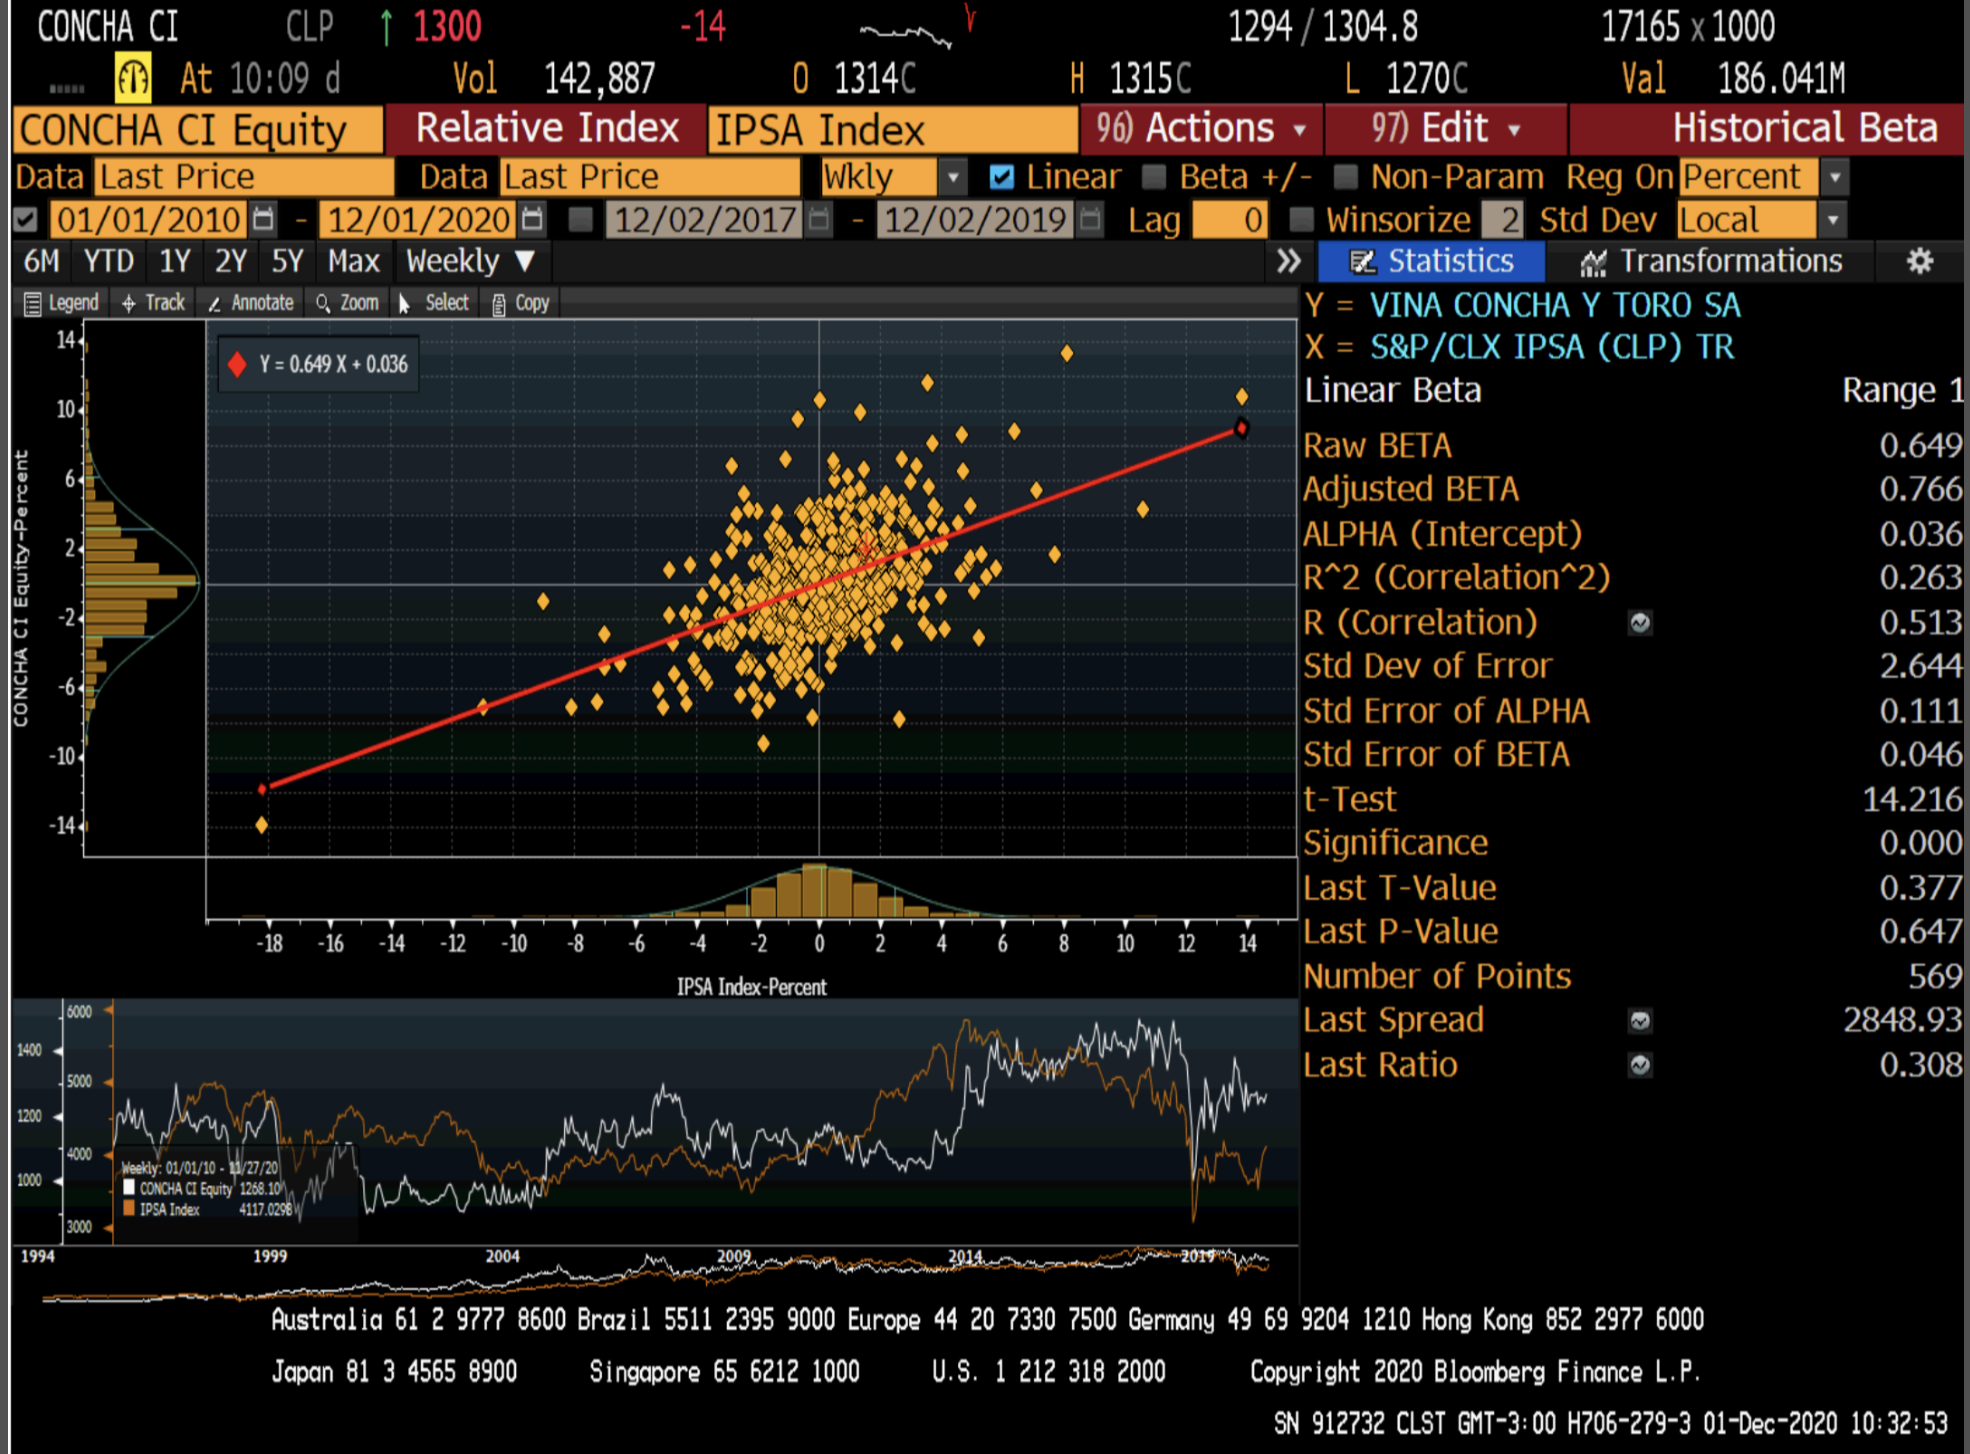 CONCHA CI CLP ↑ 1300 -14 1294 / 1304.8 17165 x 1000
At 10:09 d Vol 142,887 O 1314C H 1315C L 1270C Val 186.041M
CONCHA CI Equity Relative Index IPSA Index 96) Actions 97) Edit Historical Beta
Data Last Price Data Last Price Wkly Linear Beta +/- Non-Param Reg On Percent
01/01/2010 - 12/01/2020 12/02/2017 - 12/02/2019 Lag 0 Winsorize 2 Std Dev Local
6M YTD 1Y 2Y 5Y Max Weekly ▼ » Statistics Transformations
Legend Track Annotate Zoom Select Copy
Y = VINA CONCHA Y TORO SA
X = S&P/CLX IPSA (CLP) TR
Linear Beta Range 1
Raw BETA 0.649
Adjusted BETA 0.766
ALPHA (Intercept) 0.036
R^2 (Correlation^2) 0.263
R (Correlation) 0.513
Std Dev of Error 2.644
Std Error of ALPHA 0.111
Std Error of BETA 0.046
t-Test 14.216
Significance 0.000
Last T-Value 0.377
Last P-Value 0.647
Number of Points 569
Last Spread 2848.93
Last Ratio 0.308
Y = 0.649 X + 0.036
CONCHA CI Equity-Percent
14
10
6
2
-2
-6
-10
-14
-18 -16 -14 -12 -10 -8 -6 -4 -2 0 2 4 6 8 10 12 14
IPSA Index-Percent
1400
1200
1000
6000
5000
4000
3000
Weekly: 01/01/10 - 11/27/20
CONCHA CI Equity 1268.10
IPSA Index 4117.0298
1994 1999 2004 2009 2014 2019
Australia 61 2 9777 8600 Brazil 5511 2395 9000 Europe 44 20 7330 7500 Germany 49 69 9204 1210 Hong Kong 852 2977 6000
Japan 81 3 4565 8900 Singapore 65 6212 1000 U.S. 1 212 318 2000 Copyright 2020 Bloomberg Finance L.P.
SN 912732 CLST GMT-3:00 H706-279-3 01-Dec-2020 10:32:53